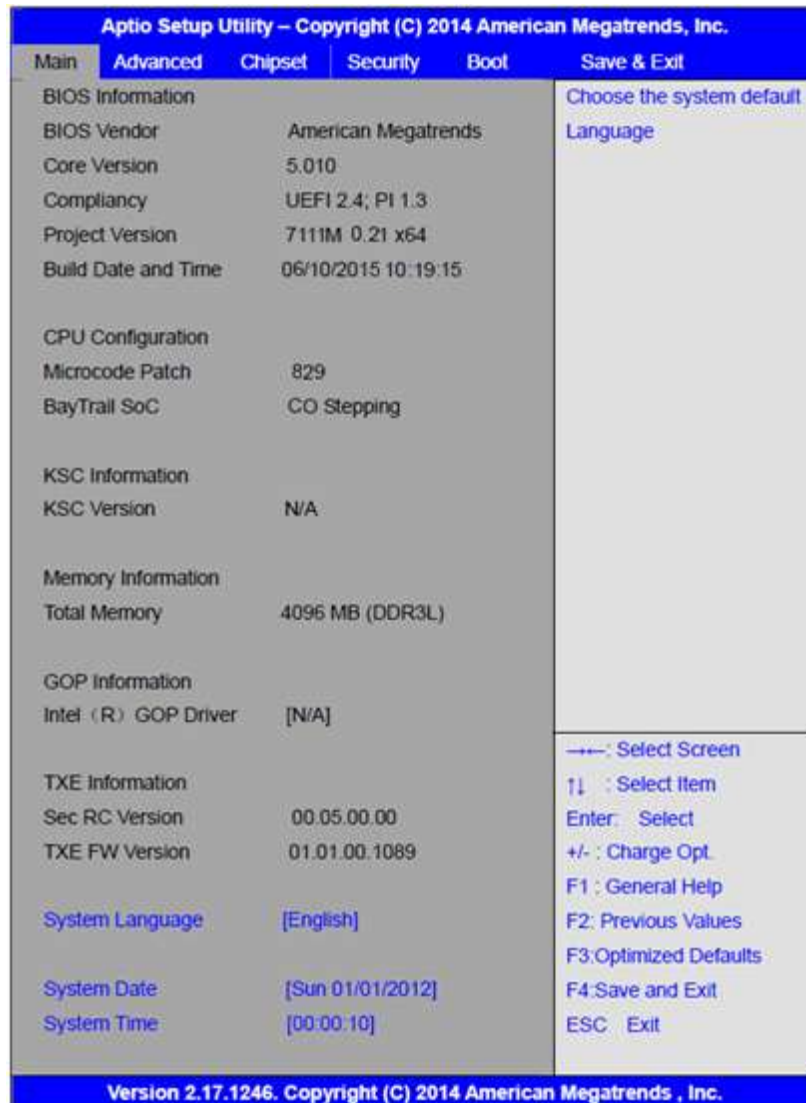 Aptio Setup Utility – Copyright (C) 2014 American Megatrends, Inc.
Main Advanced Chipset Security Boot Save & Exit
BIOS Information
BIOS Vendor American Megatrends
Core Version 5.010
Compliancy UEFI 2.4; PI 1.3
Project Version 7111M 0.21 x64
Build Date and Time 06/10/2015 10:19:15
CPU Configuration
Microcode Patch 829
BayTrail SoC CO Stepping
KSC Information
KSC Version N/A
Memory Information
Total Memory 4096 MB (DDR3L)
GOP Information
Intel（R）GOP Driver [N/A]
TXE Information
Sec RC Version 00.05.00.00
TXE FW Version 01.01.00.1089
System Language [English]
System Date [Sun 01/01/2012]
System Time [00:00:10]
Choose the system default
Language
→←: Select Screen
↑↓ : Select Item
Enter: Select
+/- : Charge Opt.
F1 : General Help
F2: Previous Values
F3:Optimized Defaults
F4:Save and Exit
ESC Exit
Version 2.17.1246. Copyright (C) 2014 American Megatrends , Inc.